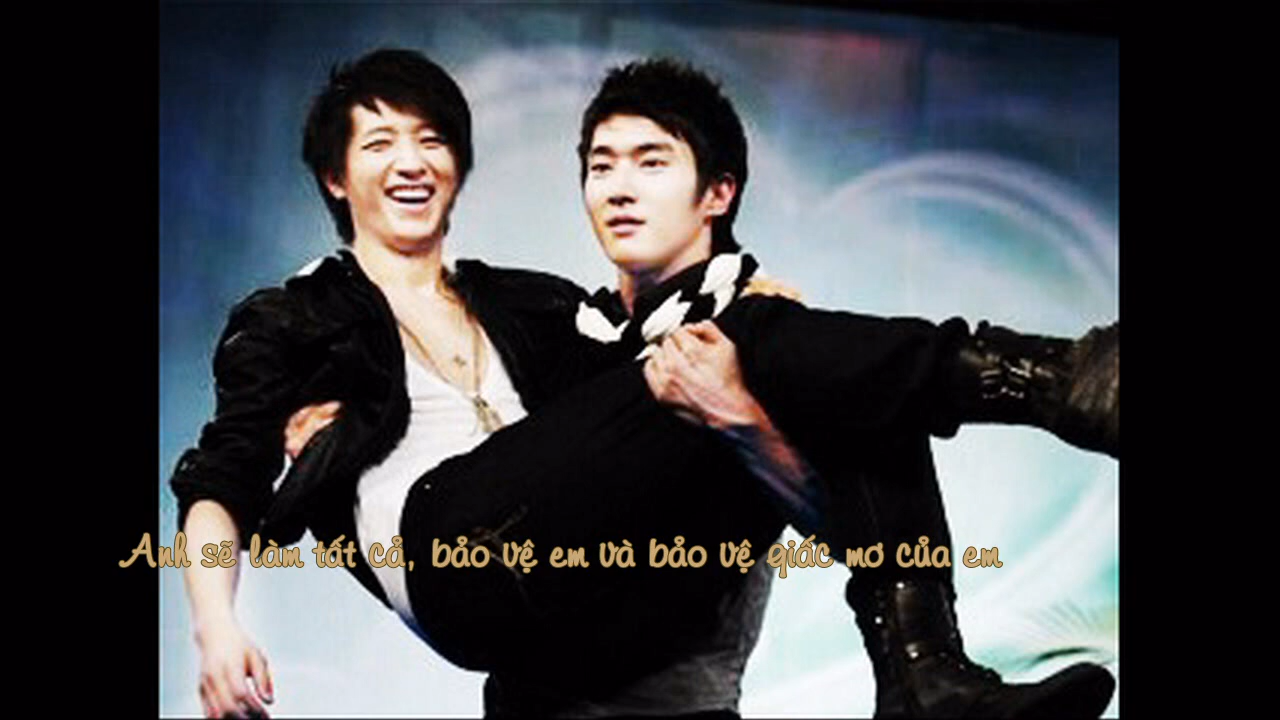 Anh sẽ làm tất cả, bảo vệ em và bảo vệ giấc mơ của em